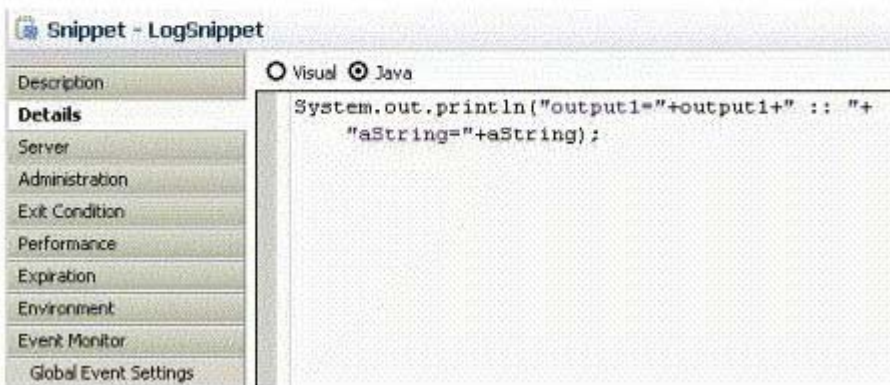 Snippet - LogSnippet
Description
Details
Server
Administration
Exit Condition
Performance
Expiration
Environment
Event Monitor
Global Event Settings
Visual Java
System.out.println("output1="+output1+" :: "+
"aString="+aString);